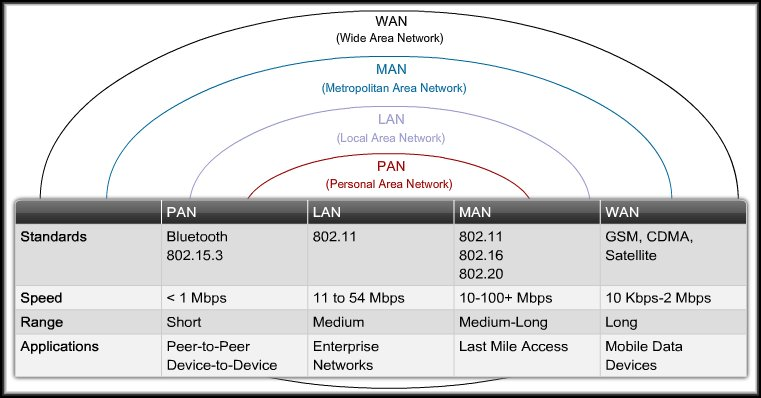 WAN
(Wide Area Network)
MAN
(Metropolitan Area Network)
LAN
(Local Area Network)
PAN
(Personal Area Network)
PAN LAN MAN WAN
Standards Bluetooth 802.11 802.11 GSM, CDMA,
802.15.3 802.16 Satellite
802.20
Speed < 1 Mbps 11 to 54 Mbps 10-100+ Mbps 10 Kbps-2 Mbps
Range Short Medium Medium-Long Long
Applications Peer-to-Peer Enterprise Last Mile Access Mobile Data
Device-to-Device Networks Devices